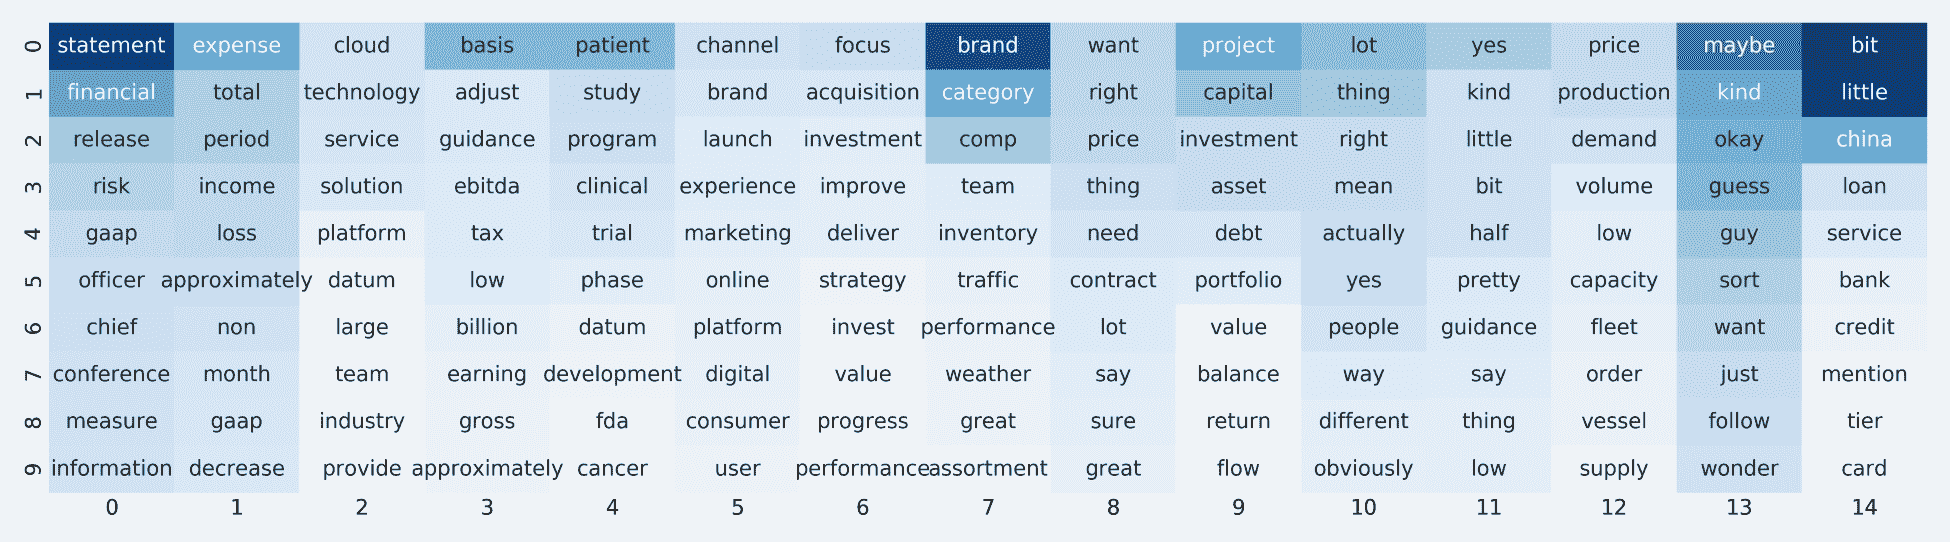 0 statement expense cloud basis patient channel focus brand want project lot yes price maybe bit
1 financial total technology adjust study brand acquisition category right capital thing kind production kind little
2 release period service guidance program launch investment comp price investment right little demand okay china
3 risk income solution ebitda clinical experience improve team thing asset mean bit volume guess loan
4 gaap loss platform tax trial marketing deliver inventory need debt actually half low guy service
5 officer approximately datum low phase online strategy traffic contract portfolio yes pretty capacity sort bank
6 chief non large billion datum platform invest performance lot value people guidance fleet want credit
7 conference month team earning development digital value weather say balance way say order just mention
8 measure gaap industry gross fda consumer progress great sure return different thing vessel follow tier
9 information decrease provide approximately cancer user performance assortment great flow obviously low supply wonder card
0 1 2 3 4 5 6 7 8 9 10 11 12 13 14